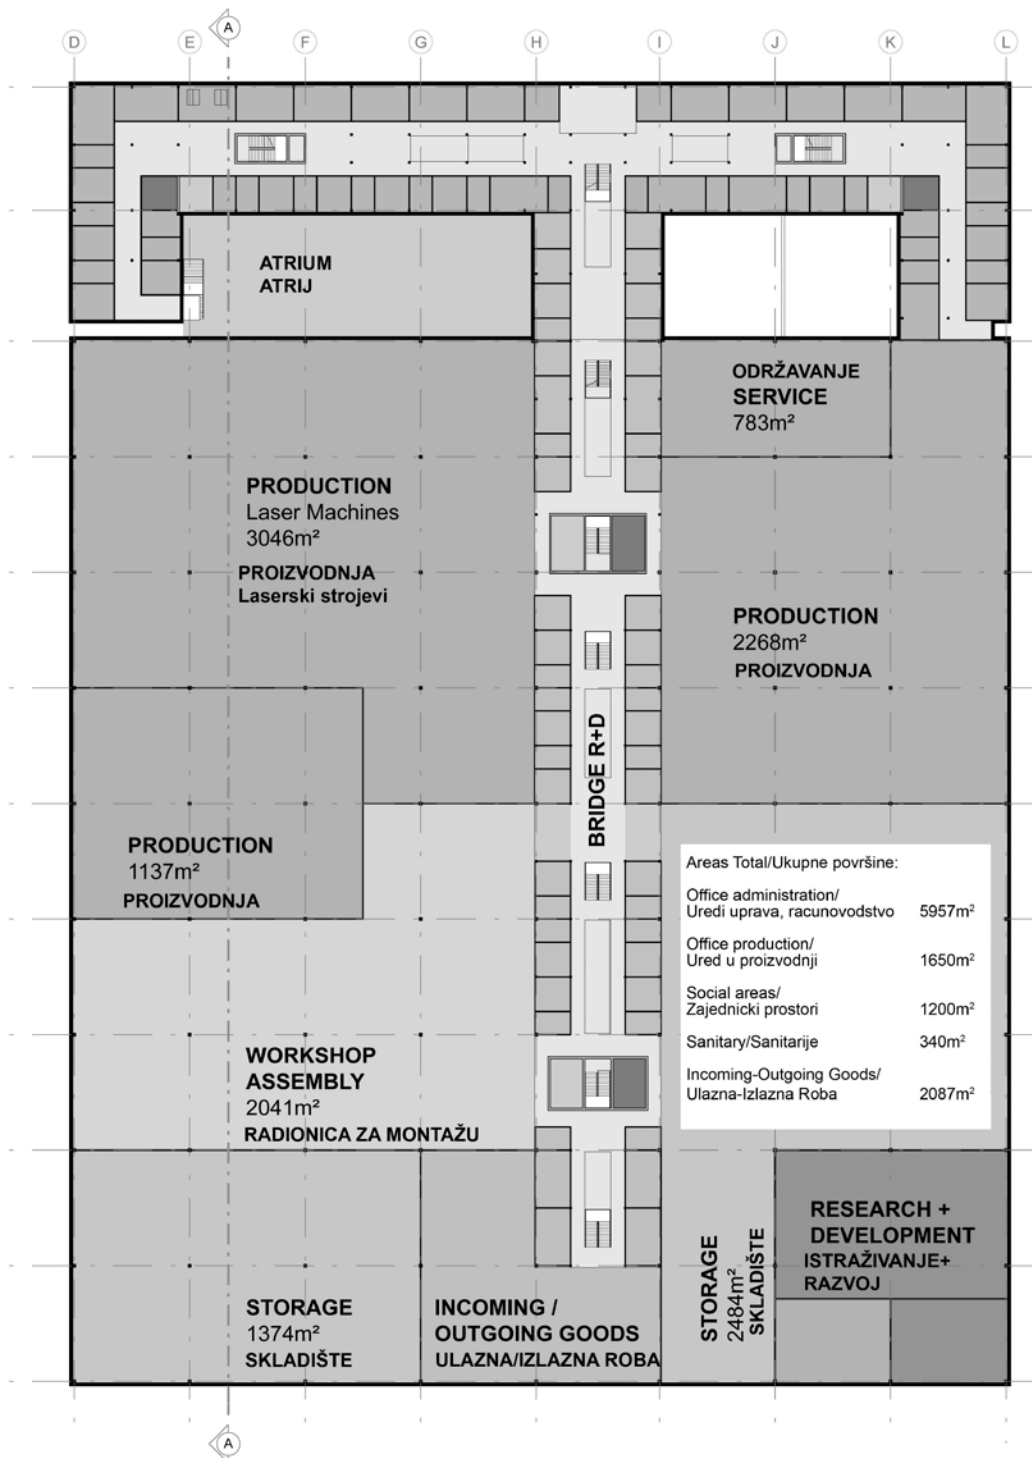 A
D E F G H I J K L
ATRIUM
ATRIJ
ODRŽAVANJE
SERVICE
783m²
PRODUCTION
Laser Machines
3046m²
PROIZVODNJA
Laserski strojevi
PRODUCTION
2268m²
PROIZVODNJA
BRIDGE R+D
PRODUCTION
1137m²
PROIZVODNJA
Areas Total/Ukupne površine:
Office administration/
Uredi uprava, racunovodstvo 5957m²
Office production/
Ured u proizvodnji 1650m²
Social areas/
Zajednicki prostori 1200m²
Sanitary/Sanitarije 340m²
Incoming-Outgoing Goods/
Ulazna-Izlazna Roba 2087m²
WORKSHOP
ASSEMBLY
2041m²
RADIONICA ZA MONTAŽU
RESEARCH +
DEVELOPMENT
ISTRAŽIVANJE+
RAZVOJ
STORAGE
2484m²
SKLADIŠTE
STORAGE
1374m²
SKLADIŠTE
INCOMING /
OUTGOING GOODS
ULAZNA/IZLAZNA ROBA
A